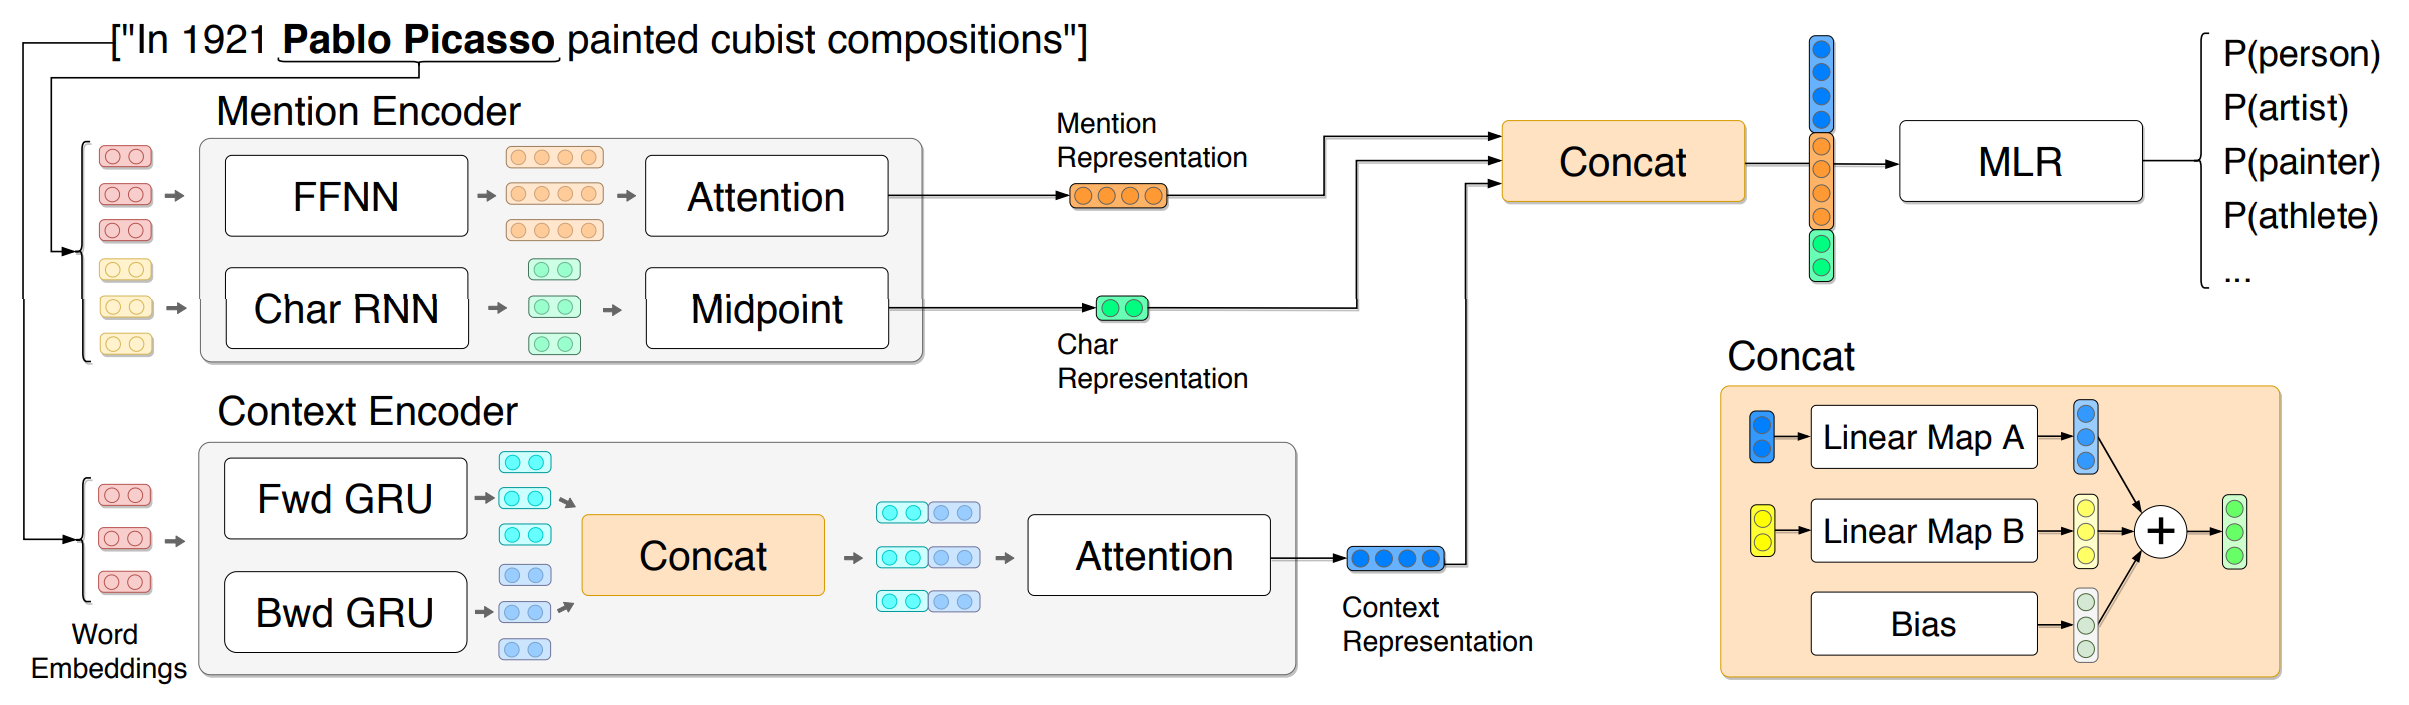 ["In 1921 Pablo Picasso painted cubist compositions"]
Mention Encoder
FFNN
Attention
Char RNN
Midpoint
Mention
Representation
Char
Representation
Concat
MLR
P(person)
P(artist)
P(painter)
P(athlete)
...
Context Encoder
Fwd GRU
Bwd GRU
Concat
Attention
Word
Embeddings
Context
Representation
Concat
Linear Map A
Linear Map B
Bias
+